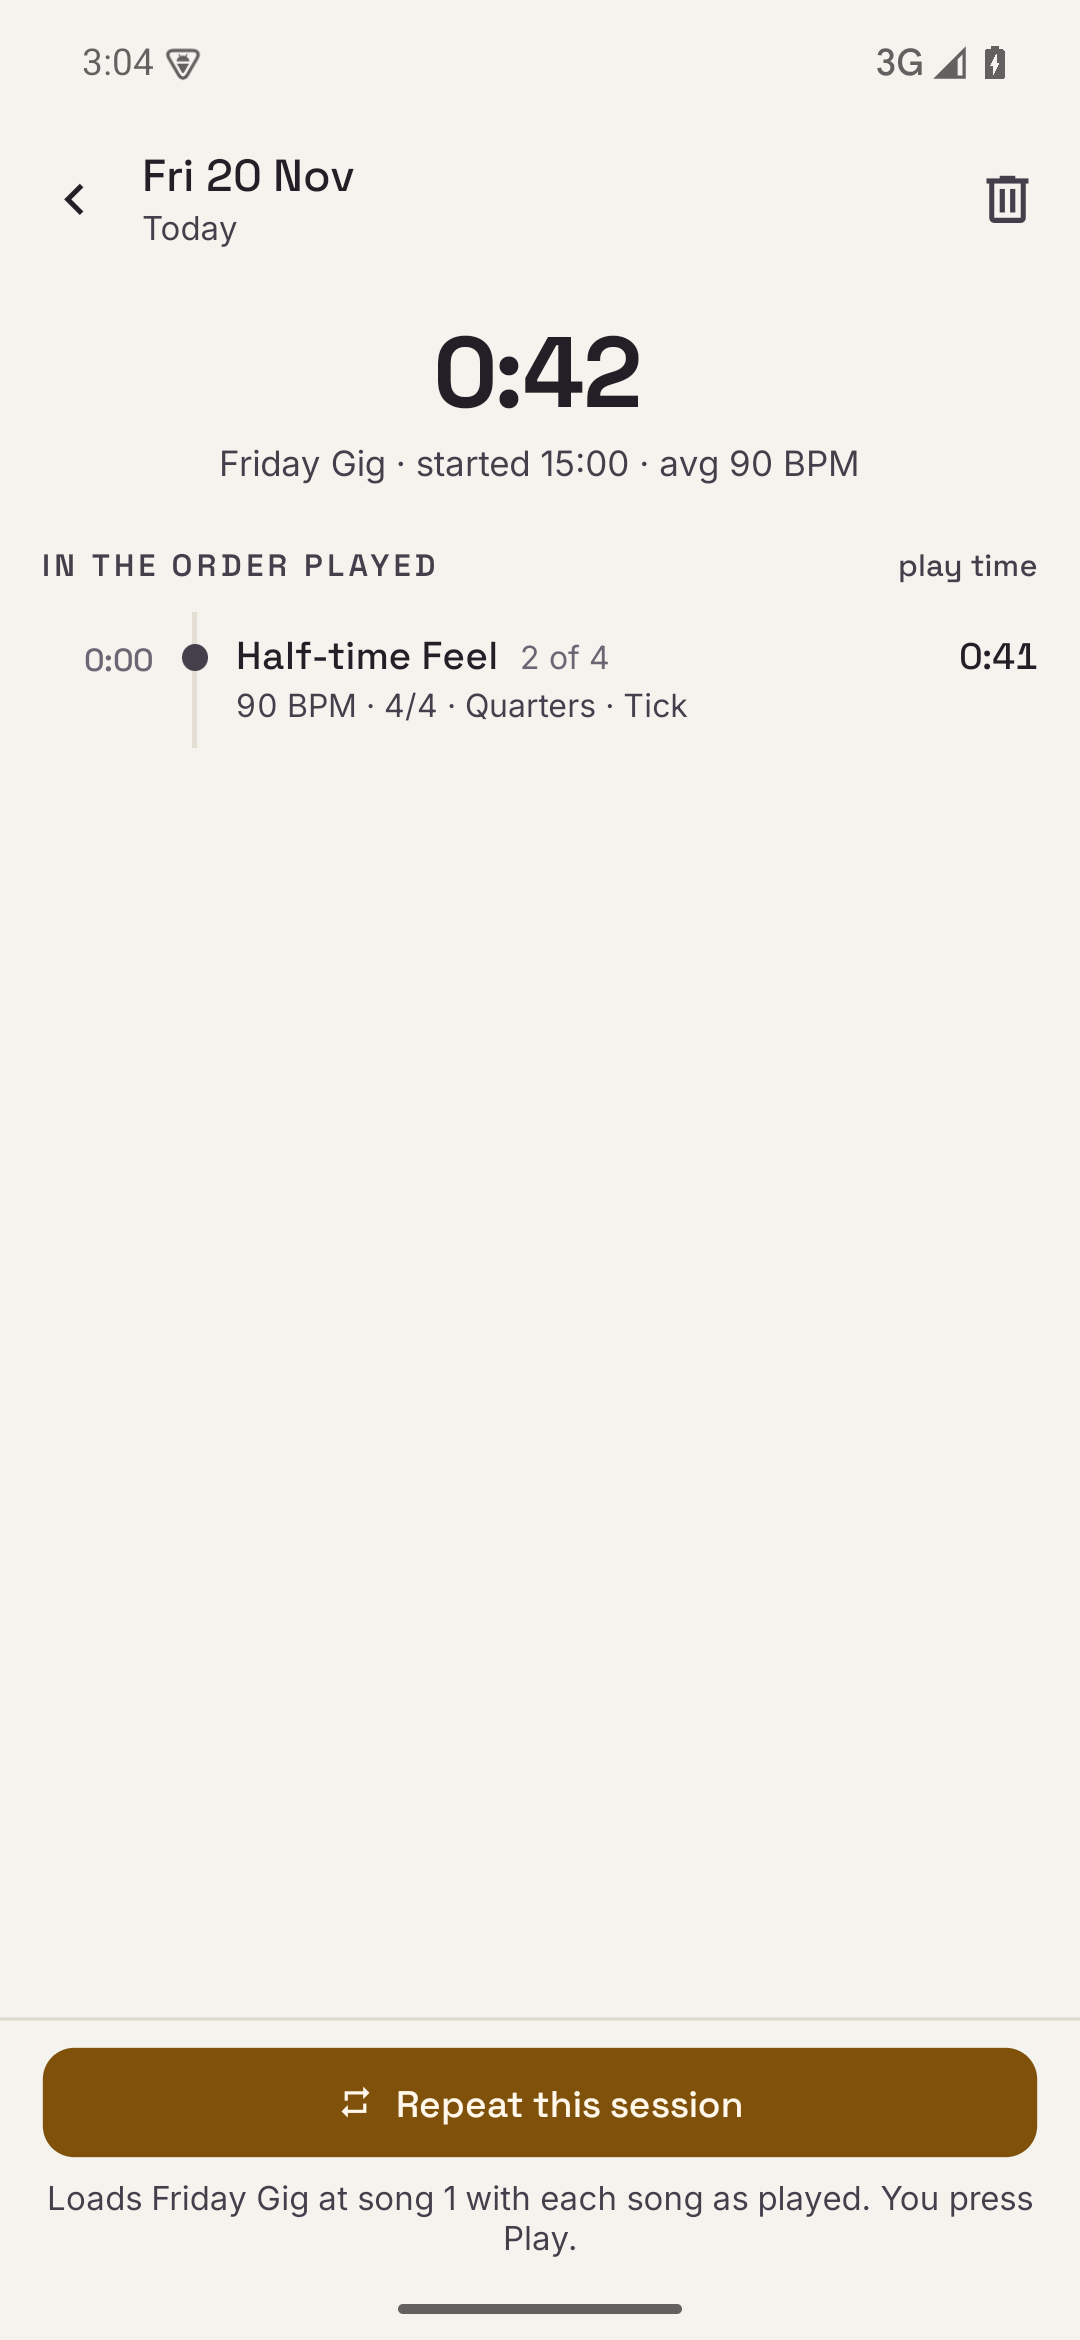 3:04
3G
Fri 20 Nov
Today
0:42
Friday Gig · started 15:00 · avg 90 BPM
IN THE ORDER PLAYED play time
0:00 Half-time Feel 2 of 4 0:41
90 BPM · 4/4 · Quarters · Tick
Repeat this session
Loads Friday Gig at song 1 with each song as played. You press
Play.